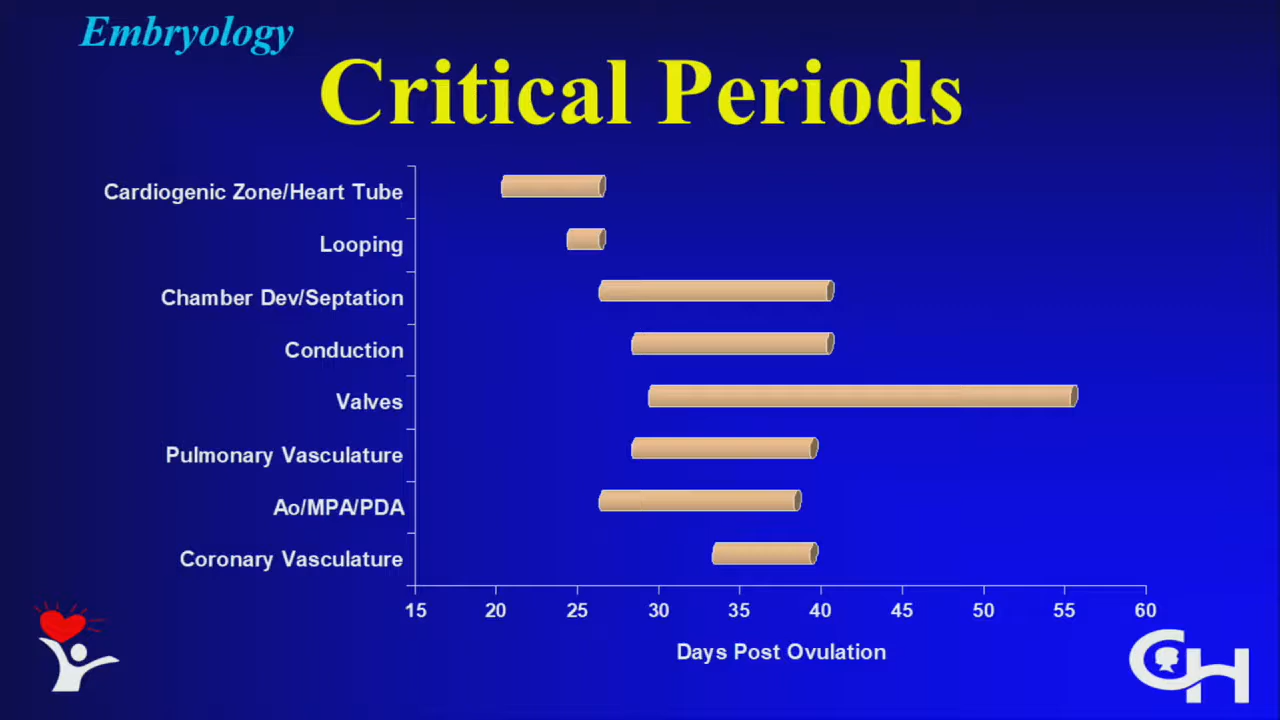 Embryology
Critical Periods
Cardiogenic Zone/Heart Tube
Looping
Chamber Dev/Septation
Conduction
Valves
Pulmonary Vasculature
Ao/MPA/PDA
Coronary Vasculature
15 20 25 30 35 40 45 50 55 60
Days Post Ovulation
CH